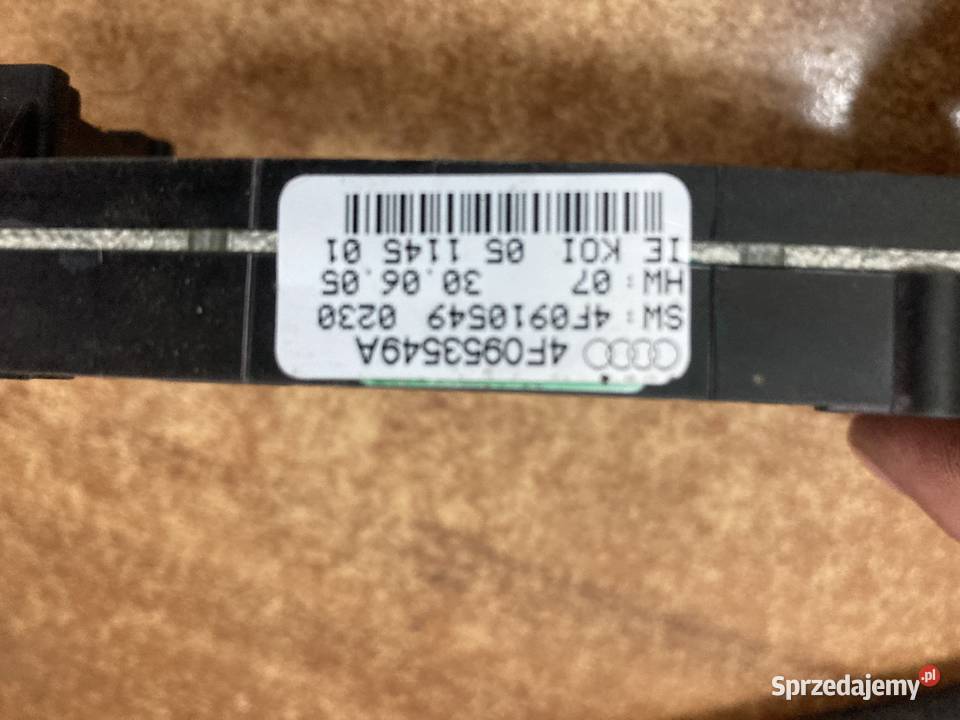 4F0953549A
SW: 4F0910549 0230
HW: 07 30.06.05
IE KOI 05 1145 01
Sprzedajemy.pl